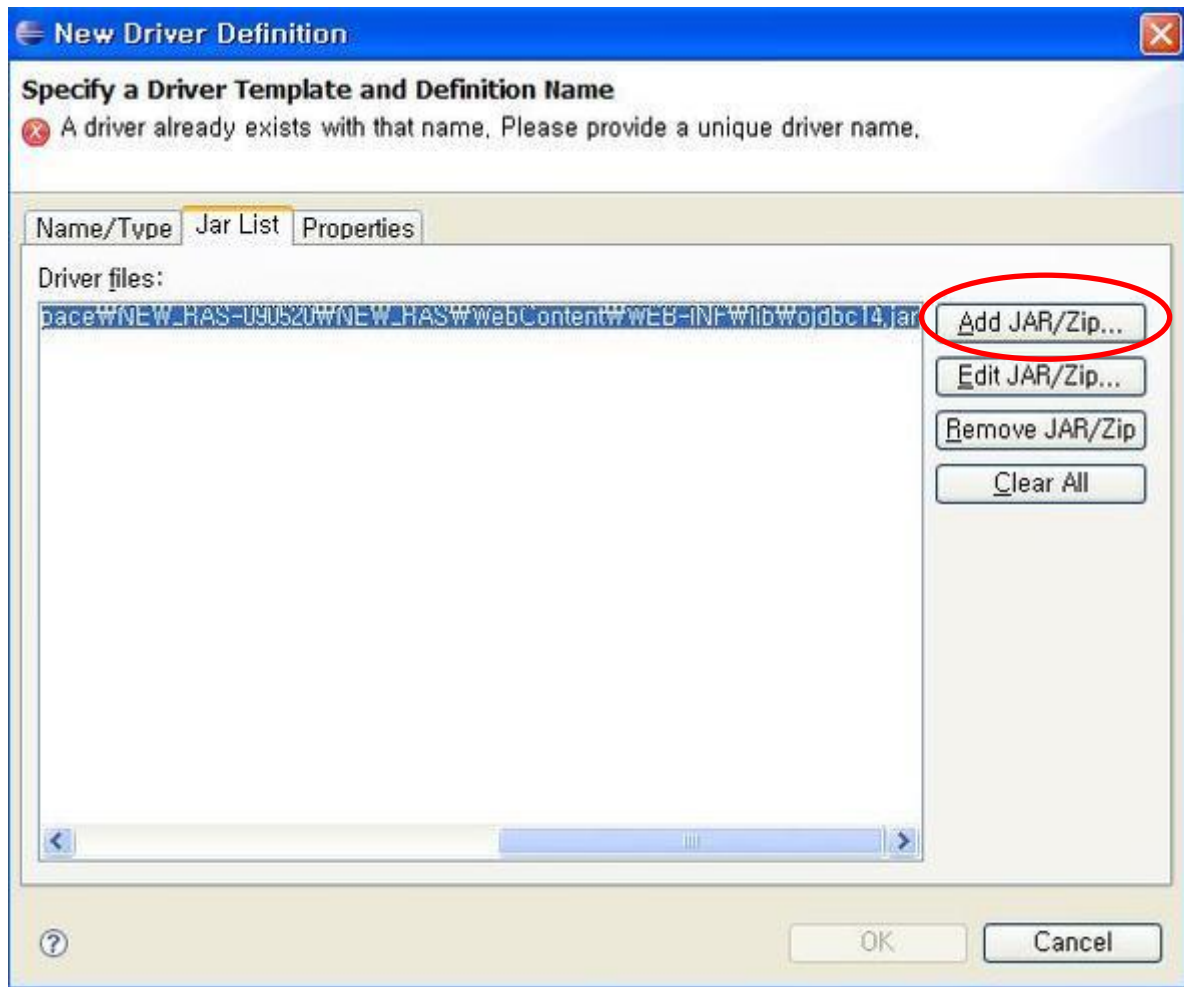 New Driver Definition
Specify a Driver Template and Definition Name
A driver already exists with that name, Please provide a unique driver name,
Name/Type Jar List Properties
Driver files:
pace₩NEW_RAS-090520₩NEW_RAS₩WebContent₩WEB-INF₩lib₩ojdbc14,jar
Add JAR/Zip...
Edit JAR/Zip...
Remove JAR/Zip
Clear All
OK Cancel